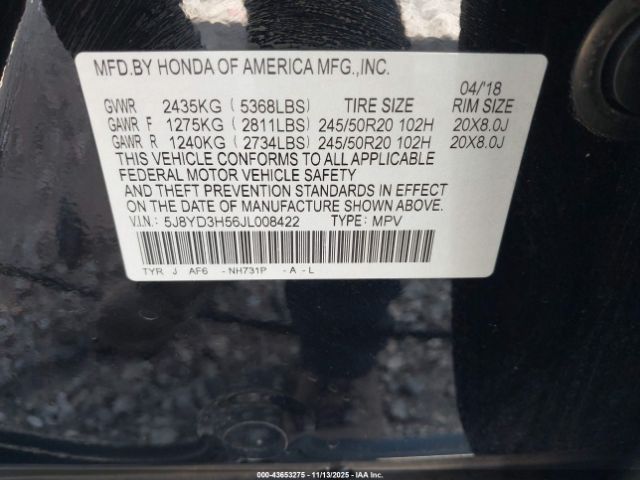 MFD.BY HONDA OF AMERICA MFG.,INC.
04/'18
GVWR 2435KG (5368LBS) TIRE SIZE RIM SIZE
GAWR F 1275KG (2811LBS) 245/50R20 102H 20X8.0J
GAWR R 1240KG (2734LBS) 245/50R20 102H 20X8.0J
THIS VEHICLE CONFORMS TO ALL APPLICABLE
FEDERAL MOTOR VEHICLE SAFETY
AND THEFT PREVENTION STANDARDS IN EFFECT
ON THE DATE OF MANUFACTURE SHOWN ABOVE.
V.I.N.: 5J8YD3H56JL008422 TYPE: MPV
TYR J AF6 - NH731P - A - L
000-43653275 - 11/13/2025 - IAA Inc.